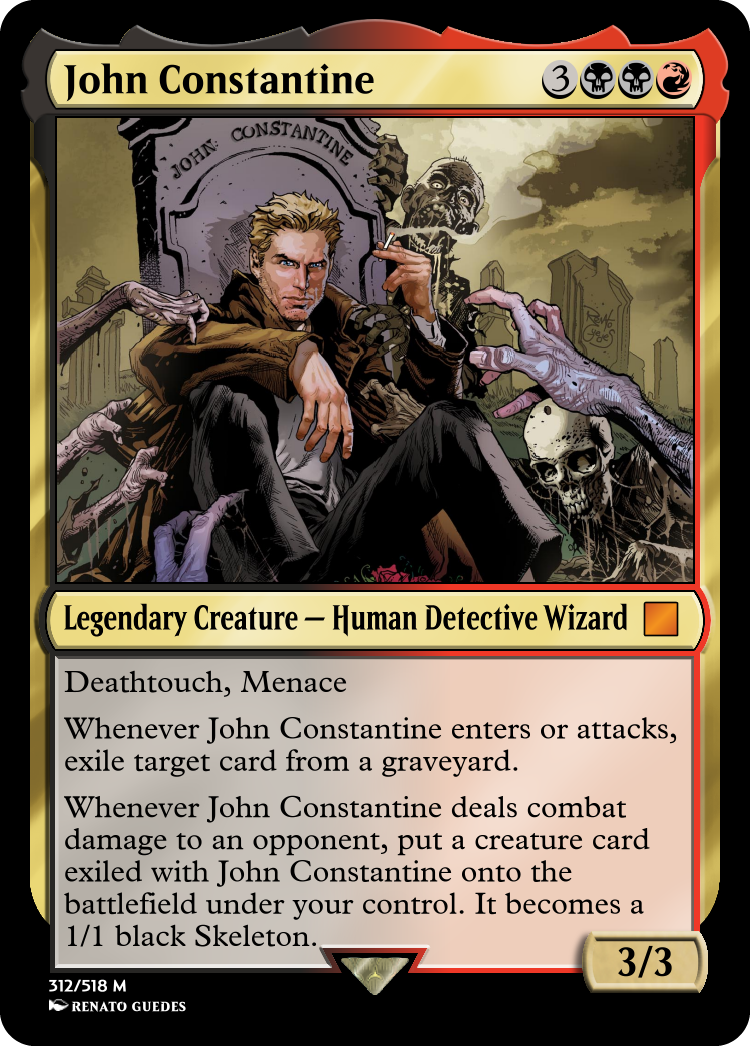 John Constantine
3
JOHN CONSTANTINE
Legendary Creature — Human Detective Wizard
Deathtouch, Menace
Whenever John Constantine enters or attacks,
exile target card from a graveyard.
Whenever John Constantine deals combat
damage to an opponent, put a creature card
exiled with John Constantine onto the
battlefield under your control. It becomes a
1/1 black Skeleton.
3/3
312/518 M
RENATO GUEDES